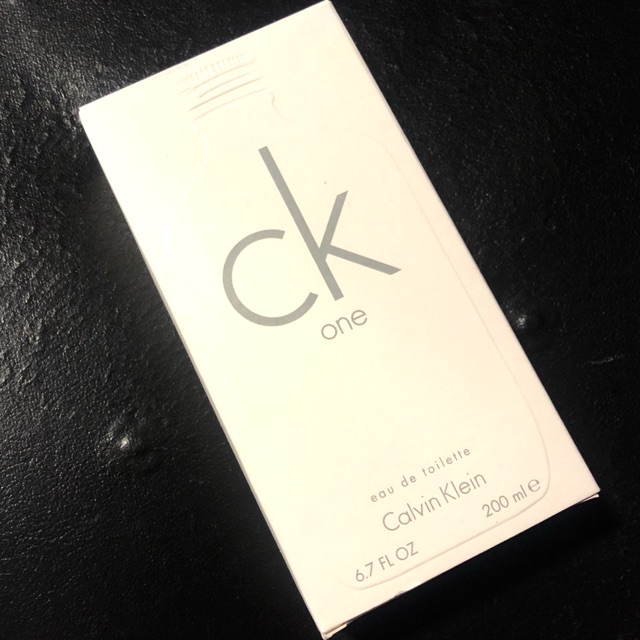 ck
one
eau de toilette
Calvin Klein
6.7 FL OZ 200 ml e